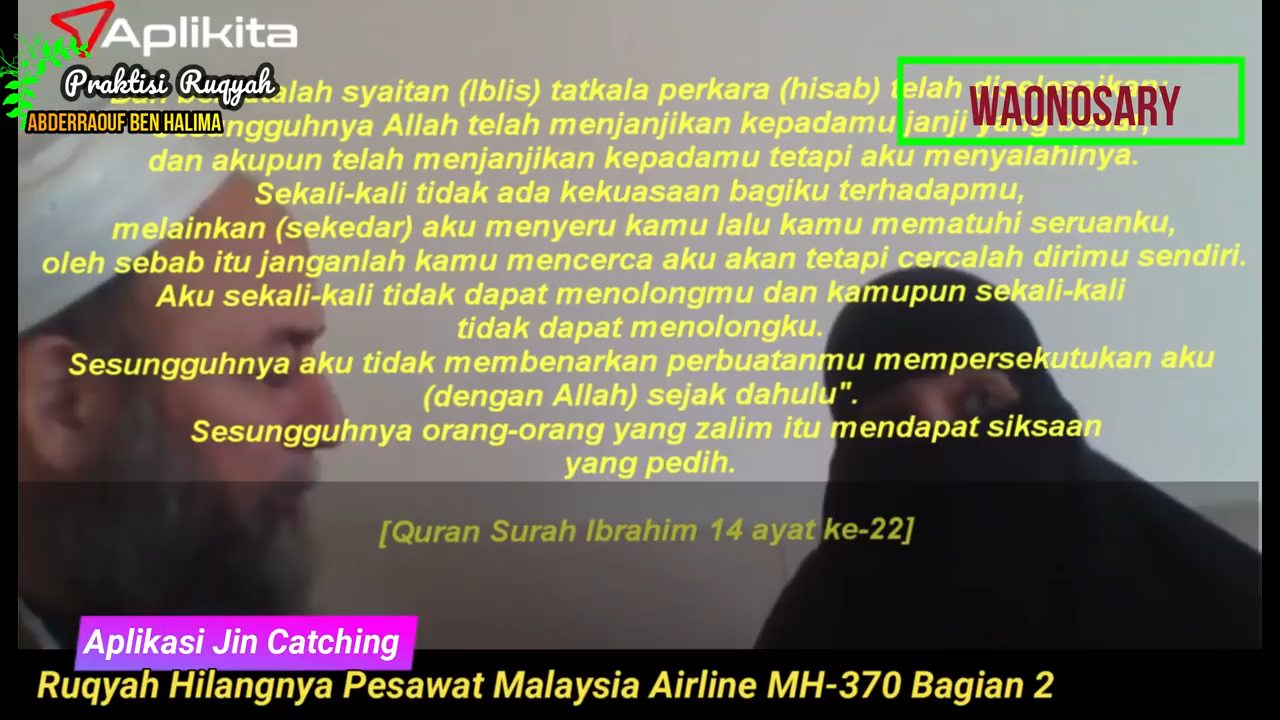 Aplikita
Praktisi Ruqyah
ABDERRAOUF BEN HALIMA
WAONOSARY
syaitan (Iblis) tatkala perkara (hisab) telah diselesaikan:
Allah telah menjanjikan kepadamu janji yang benar,
dan akupun telah menjanjikan kepadamu tetapi aku menyalahinya.
Sekali-kali tidak ada kekuasaan bagiku terhadapmu,
melainkan (sekedar) aku menyeru kamu lalu kamu mematuhi seruanku,
oleh sebab itu janganlah kamu mencerca aku akan tetapi cercalah dirimu sendiri.
Aku sekali-kali tidak dapat menolongmu dan kamupun sekali-kali
tidak dapat menolongku.
Sesungguhnya aku tidak membenarkan perbuatanmu mempersekutukan aku
(dengan Allah) sejak dahulu".
Sesungguhnya orang-orang yang zalim itu mendapat siksaan
yang pedih.
[Quran Surah Ibrahim 14 ayat ke-22]
Aplikasi Jin Catching
Ruqyah Hilangnya Pesawat Malaysia Airline MH-370 Bagian 2